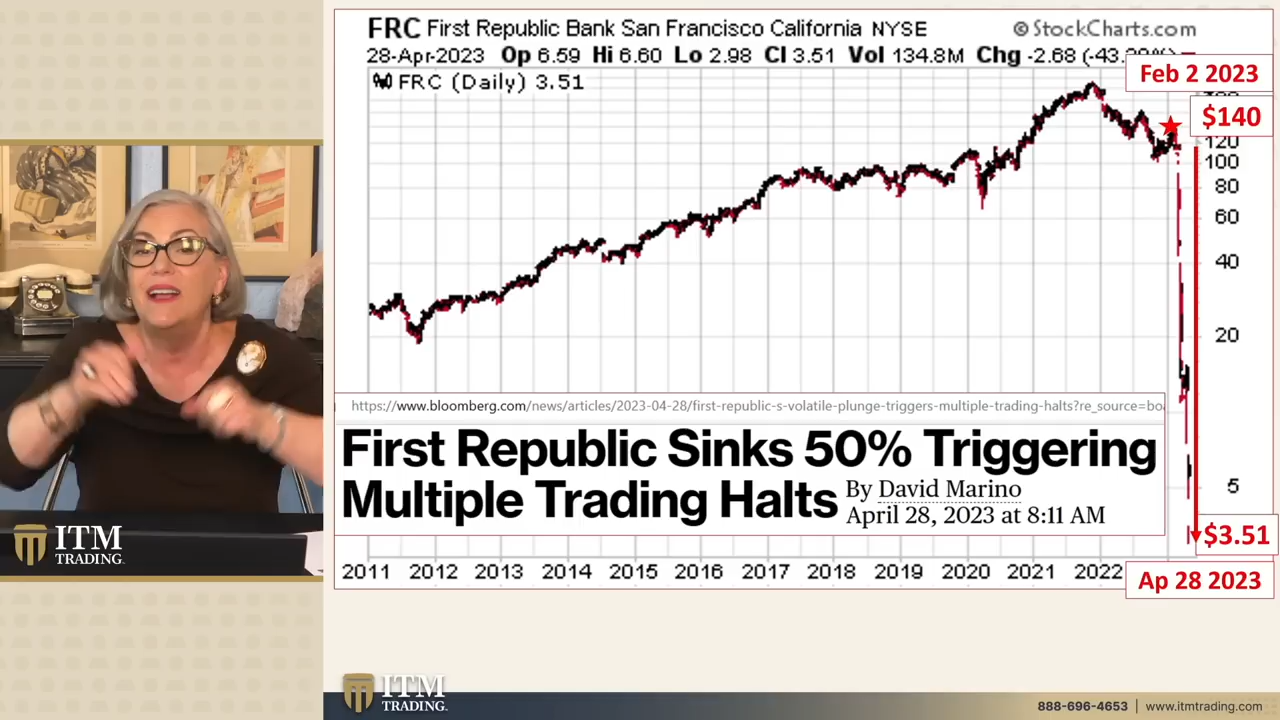 FRC First Republic Bank San Francisco California NYSE
© StockCharts.com
28-Apr-2023 Op 6.59 Hi 6.60 Lo 2.98 Cl 3.51 Vol 134.8M Chg -2.68
FRC (Daily) 3.51
Feb 2 2023
$140
120
100
80
60
40
20
5
https://www.bloomberg.com/news/articles/2023-04-28/first-republic-s-volatile-plunge-triggers-multiple-trading-halts?re_source=bo
First Republic Sinks 50% Triggering
Multiple Trading Halts
By David Marino
April 28, 2023 at 8:11 AM
$3.51
2011 2012 2013 2014 2015 2016 2017 2018 2019 2020 2021 2022
Ap 28 2023
ITM
TRADING.
ITM
TRADING.
888-696-4653 | www.itmtrading.com